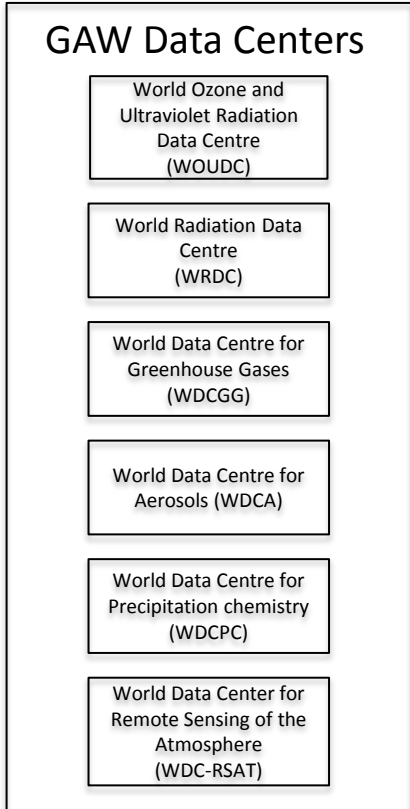 GAW Data Centers
World Ozone and
Ultraviolet Radiation
Data Centre
(WOUDC)
World Radiation Data
Centre
(WRDC)
World Data Centre for
Greenhouse Gases
(WDCGG)
World Data Centre for
Aerosols (WDCA)
World Data Centre for
Precipitation chemistry
(WDCPC)
World Data Center for
Remote Sensing of the
Atmosphere
(WDC-RSAT)